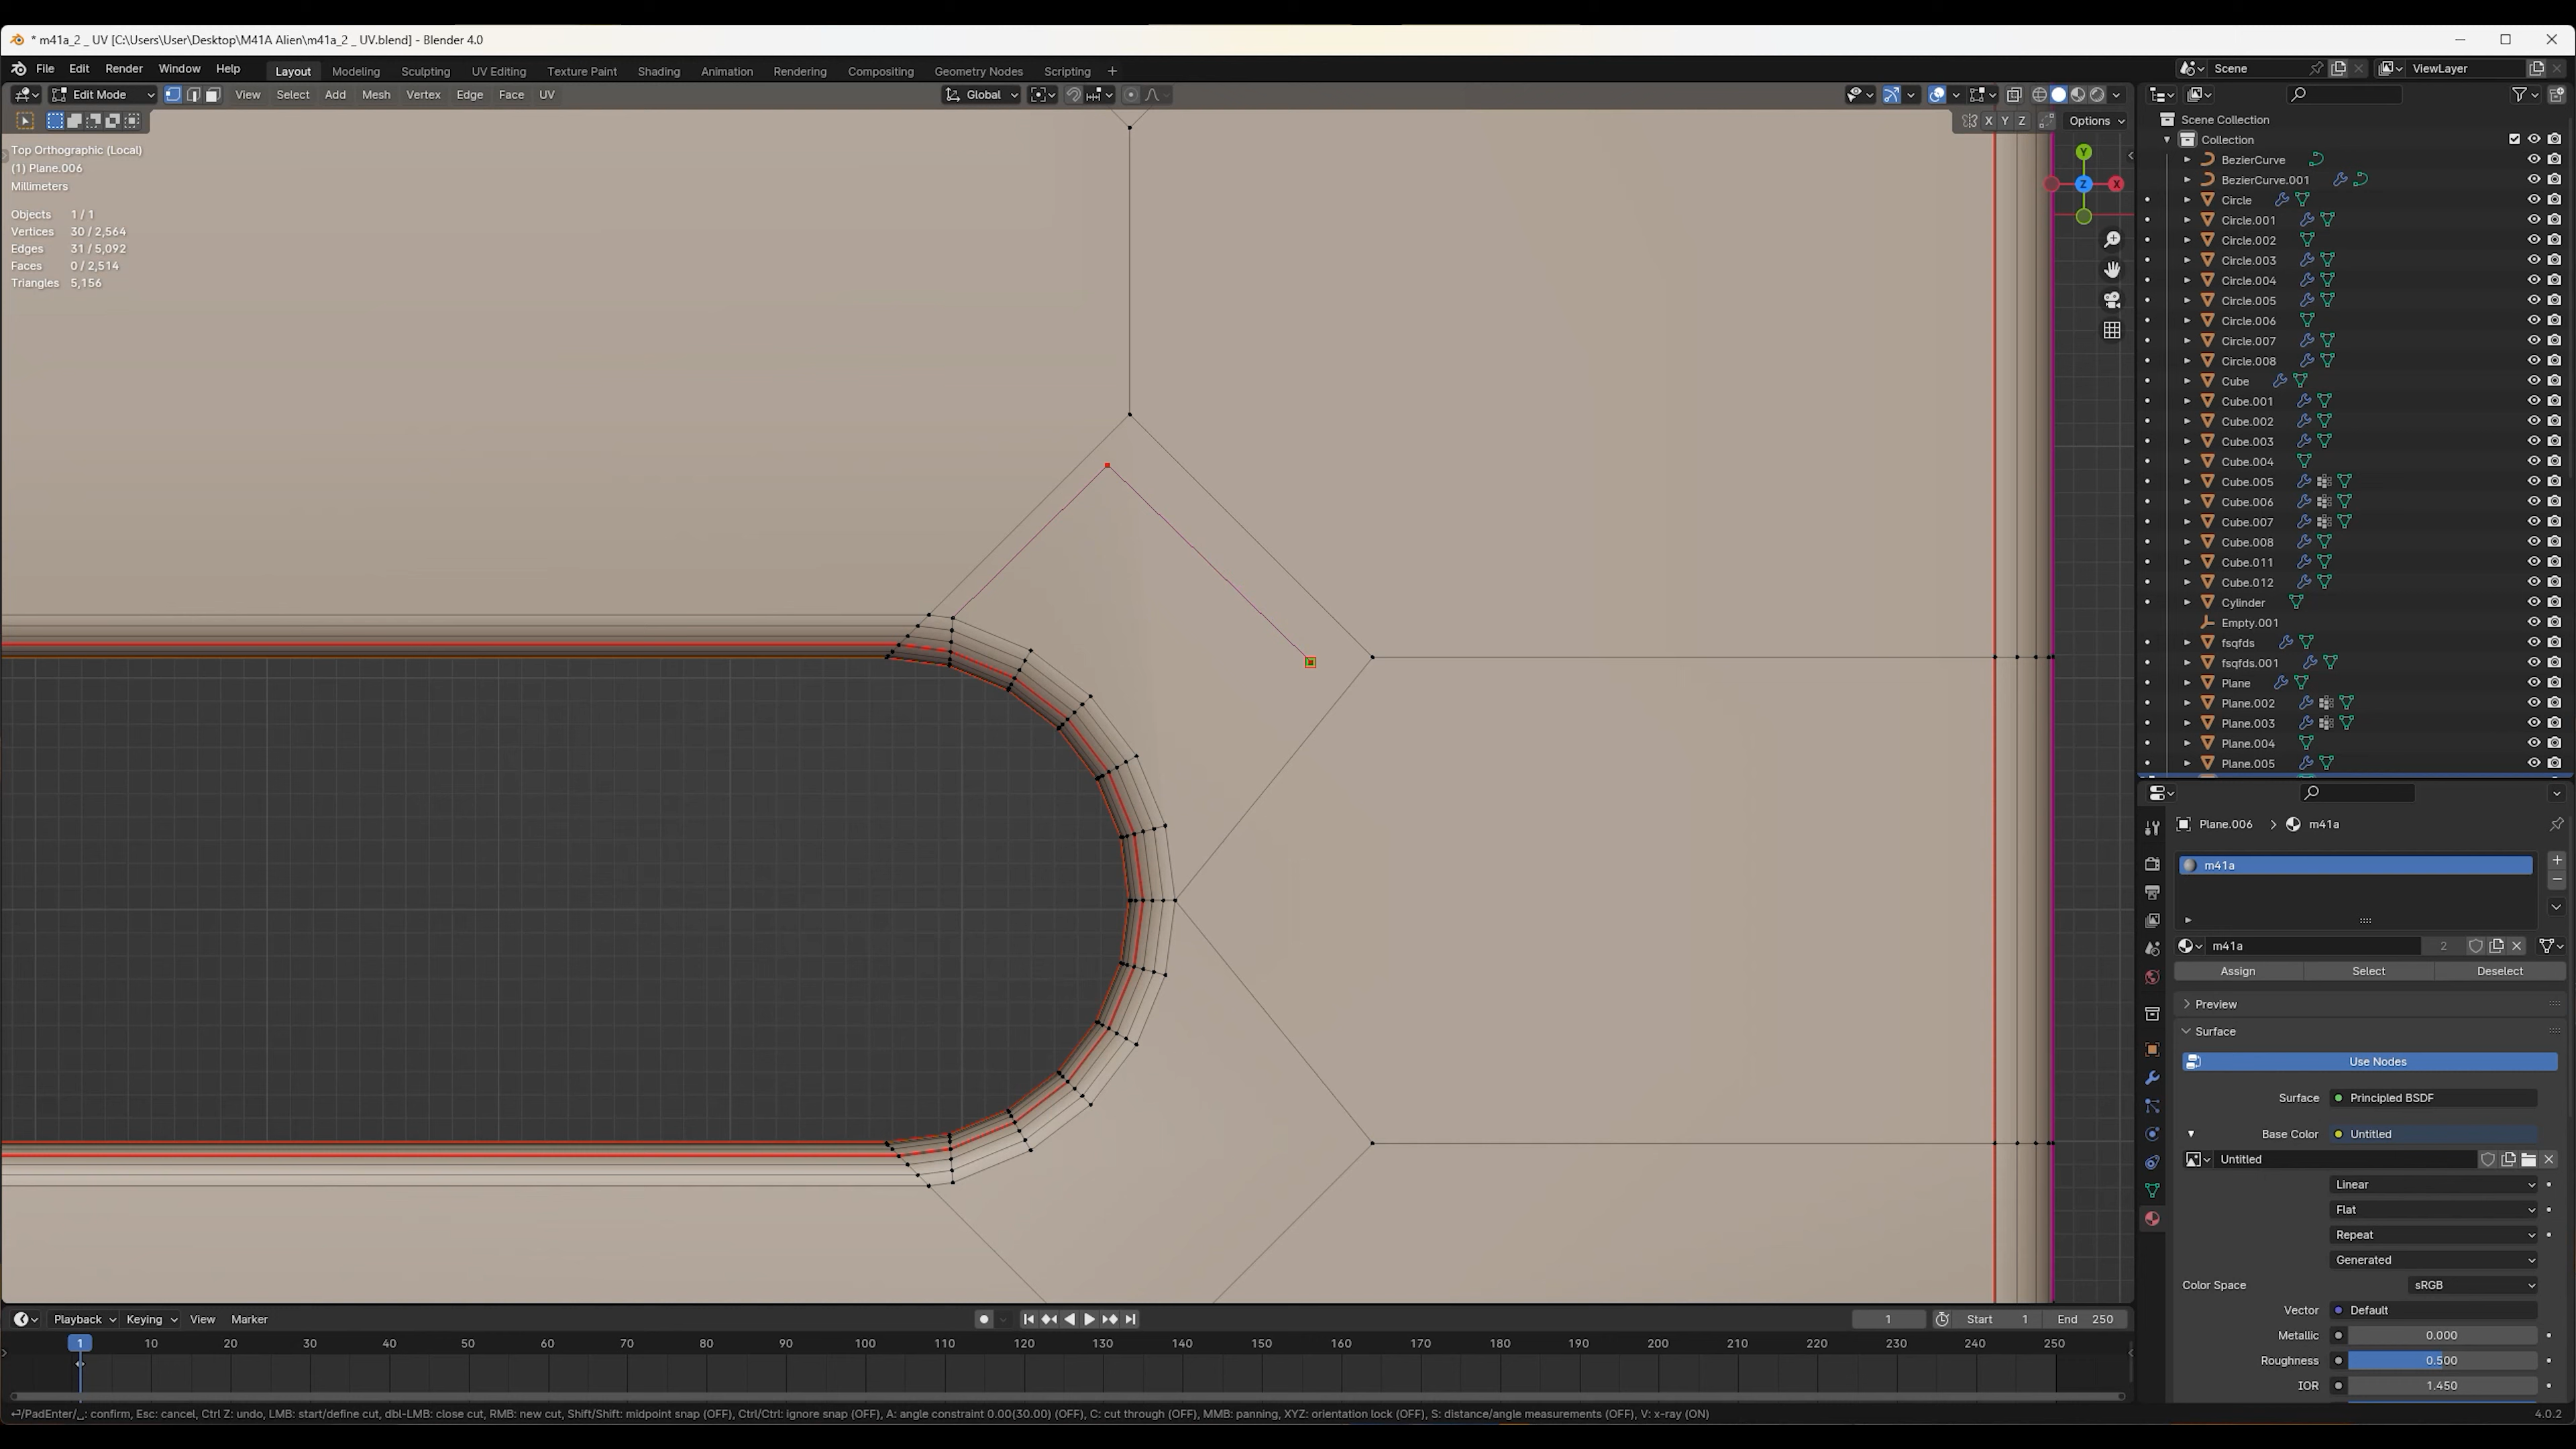 * m41a_2 _ UV [C:\Users\User\Desktop\M41A Alien\m41a_2 _ UV.blend] - Blender 4.0
File Edit Render Window Help Layout Modeling Sculpting UV Editing Texture Paint Shading Animation Rendering Compositing Geometry Nodes Scripting + Scene ViewLayer
Edit Mode View Select Add Mesh Vertex Edge Face UV Global
X Y Z Options
Top Orthographic (Local)
(1) Plane.006
Millimeters
Objects 1 / 1
Vertices 30 / 2,564
Edges 31 / 5,092
Faces 0 / 2,514
Triangles 5,156
Y
Z X
Scene Collection
Collection
BezierCurve
BezierCurve.001
Circle
Circle.001
Circle.002
Circle.003
Circle.004
Circle.005
Circle.006
Circle.007
Circle.008
Cube
Cube.001
Cube.002
Cube.003
Cube.004
Cube.005
Cube.006
Cube.007
Cube.008
Cube.011
Cube.012
Cylinder
Empty.001
fsqfds
fsqfds.001
Plane
Plane.002
Plane.003
Plane.004
Plane.005
Plane.006 > m41a
m41a
m41a 2
Assign Select Deselect
Preview
Surface
Use Nodes
Surface Principled BSDF
Base Color Untitled
Untitled
Linear
Flat
Repeat
Generated
Color Space sRGB
Vector Default
Metallic 0.000
Roughness 0.500
IOR 1.450
Playback Keying View Marker 1 Start 1 End 250
1 10 20 30 40 50 60 70 80 90 100 110 120 130 140 150 160 170 180 190 200 210 220 230 240 250
⏎/PadEnter/␣: confirm, Esc: cancel, Ctrl Z: undo, LMB: start/define cut, dbl-LMB: close cut, RMB: new cut, Shift/Shift: midpoint snap (OFF), Ctrl/Ctrl: ignore snap (OFF), A: angle constraint 0.00(30.00) (OFF), C: cut through (OFF), MMB: panning, XYZ: orientation lock (OFF), S: distance/angle measurements (OFF), V: x-ray (ON)
4.0.2